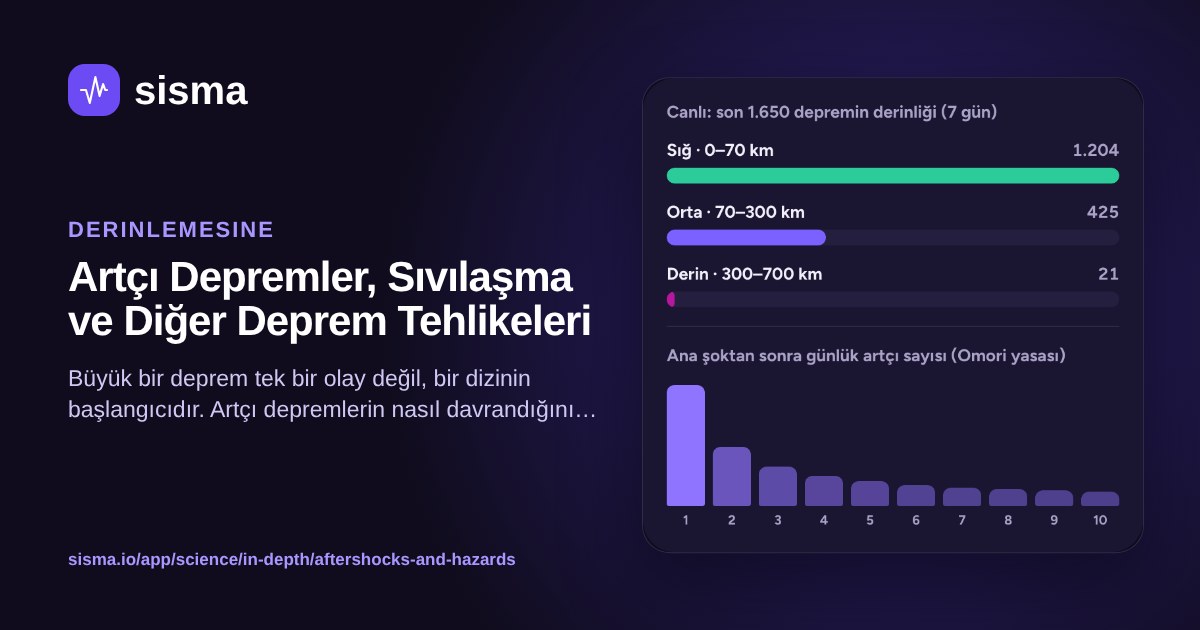 sisma
DERINLEMESINE
Artçı Depremler, Sıvılaşma
ve Diğer Deprem Tehlikeleri
Büyük bir deprem tek bir olay değil, bir dizinin
başlangıcıdır. Artçı depremlerin nasıl davrandığını…
sisma.io/app/science/in-depth/aftershocks-and-hazards
Canlı: son 1.650 depremin derinliği (7 gün)
Sığ · 0–70 km 1.204
Orta · 70–300 km 425
Derin · 300–700 km 21
Ana şoktan sonra günlük artçı sayısı (Omori yasası)
1 2 3 4 5 6 7 8 9 10